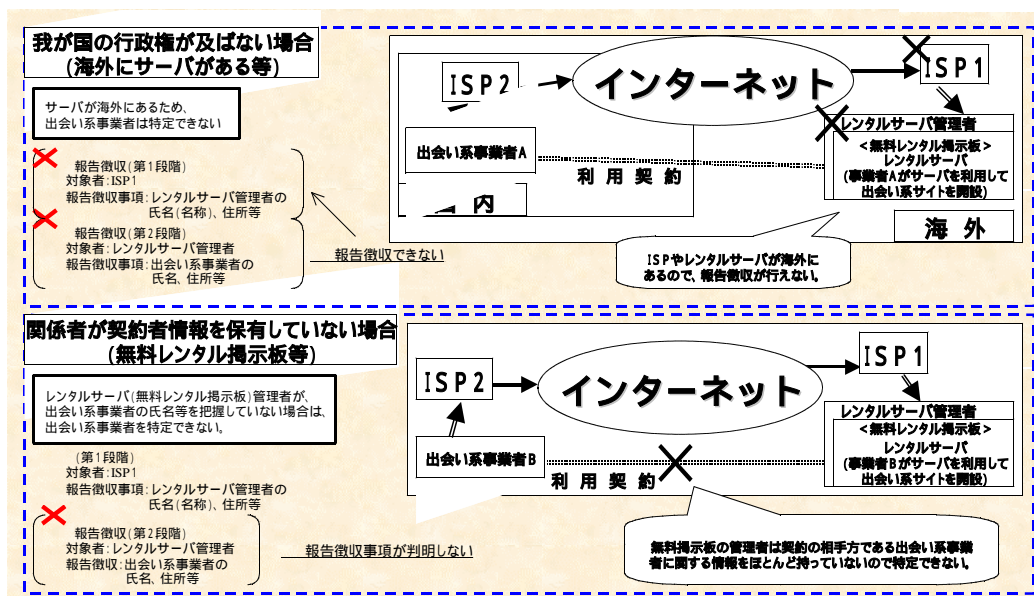 我が国の行政権が及ばない場合
(海外にサーバがある等)
サーバが海外にあるため、
出会い系事業者は特定できない
報告徴収(第1段階)
対象者:ISP1
報告徴収事項:レンタルサーバ管理者の
氏名(名称)、住所等
報告徴収(第2段階)
対象者:レンタルサーバ管理者
報告徴収事項:出会い系事業者の
氏名、住所等
報告徴収できない
ISP2
インターネット
ISP1
出会い系事業者A
利用契約
内
レンタルサーバ管理者
<無料レンタル掲示板>
レンタルサーバ
(事業者Aがサーバを利用して
出会い系サイトを開設)
海外
ISPやレンタルサーバが海外に
あるので、報告徴収が行えない。
関係者が契約者情報を保有していない場合
(無料レンタル掲示板等)
レンタルサーバ(無料レンタル掲示板)管理者が、
出会い系事業者の氏名等を把握していない場合は、
出会い系事業者を特定できない。
(第1段階)
対象者:ISP1
報告徴収事項:レンタルサーバ管理者の
氏名(名称)、住所等
報告徴収(第2段階)
対象者:レンタルサーバ管理者
報告徴収:出会い系事業者の
氏名、住所等
報告徴収事項が判明しない
ISP2
インターネット
ISP1
出会い系事業者B
利用契約
レンタルサーバ管理者
<無料レンタル掲示板>
レンタルサーバ
(事業者Bがサーバを利用して
出会い系サイトを開設)
無料掲示板の管理者は契約の相手方である出会い系事業
者に関する情報をほとんど持っていないので特定できない。